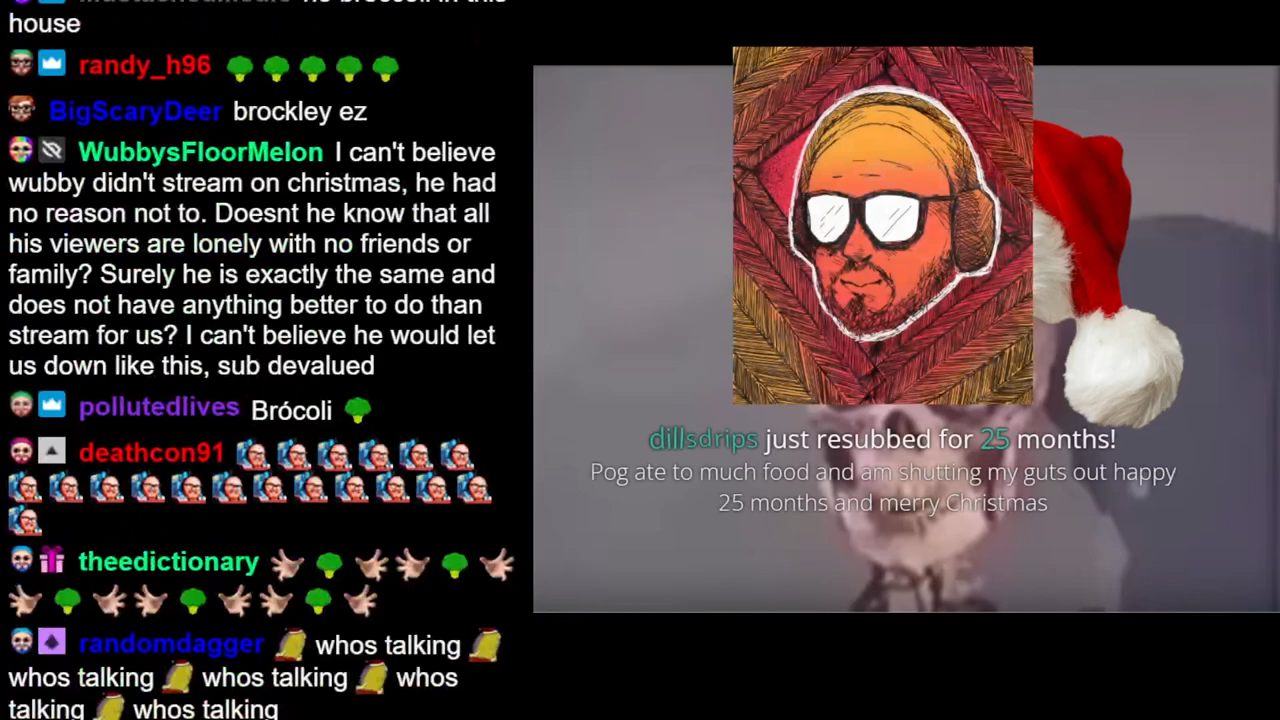 house
randy_h96
BigScaryDeer brockley ez
WubbysFloorMelon I can't believe
wubby didn't stream on christmas, he had
no reason not to. Doesnt he know that all
his viewers are lonely with no friends or
family? Surely he is exactly the same and
does not have anything better to do than
stream for us? I can't believe he would let
us down like this, sub devalued
pollutedlives Brócoli
deathcon91
theedictionary
randomdagger whos talking
whos talking whos talking whos
talking whos talking
dillsdrips just resubbed for 25 months!
Pog ate to much food and am shutting my guts out happy
25 months and merry Christmas